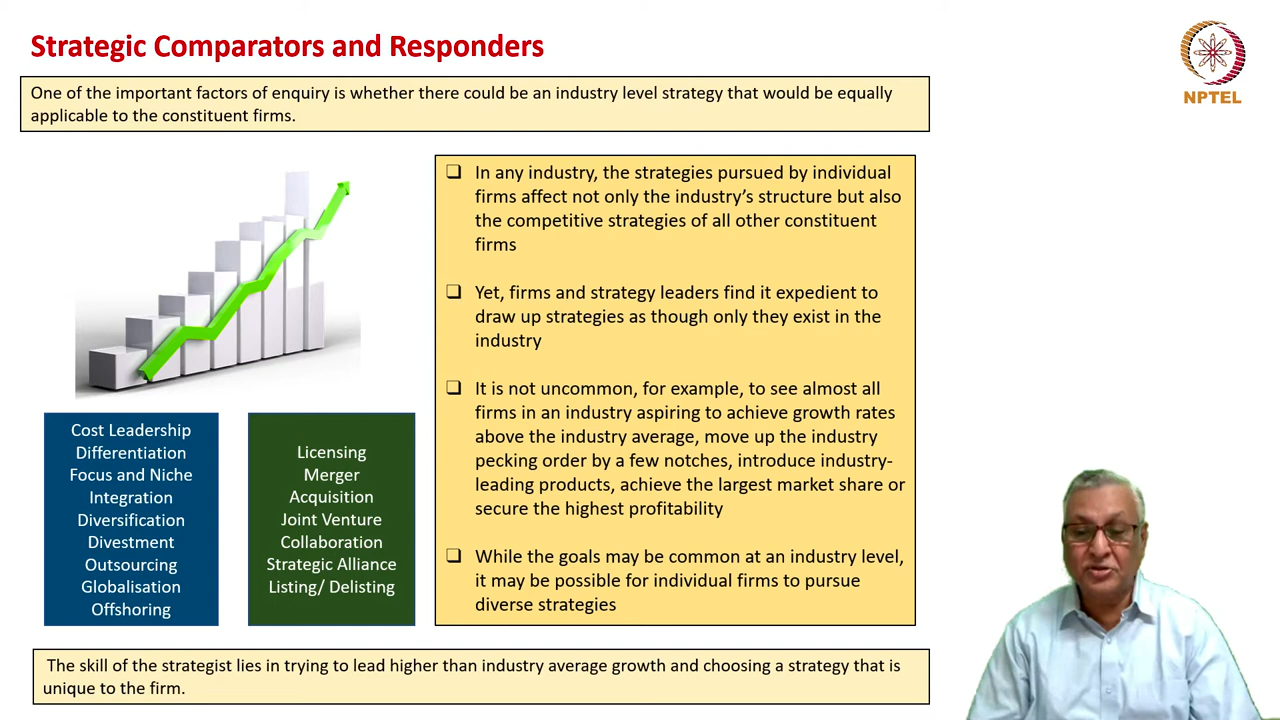 Strategic Comparators and Responders
NPTEL
One of the important factors of enquiry is whether there could be an industry level strategy that would be equally
applicable to the constituent firms.
❑ In any industry, the strategies pursued by individual
firms affect not only the industry’s structure but also
the competitive strategies of all other constituent
firms
❑ Yet, firms and strategy leaders find it expedient to
draw up strategies as though only they exist in the
industry
❑ It is not uncommon, for example, to see almost all
firms in an industry aspiring to achieve growth rates
above the industry average, move up the industry
pecking order by a few notches, introduce industry-
leading products, achieve the largest market share or
secure the highest profitability
❑ While the goals may be common at an industry level,
it may be possible for individual firms to pursue
diverse strategies
Cost Leadership
Differentiation
Focus and Niche
Integration
Diversification
Divestment
Outsourcing
Globalisation
Offshoring
Licensing
Merger
Acquisition
Joint Venture
Collaboration
Strategic Alliance
Listing/ Delisting
The skill of the strategist lies in trying to lead higher than industry average growth and choosing a strategy that is
unique to the firm.